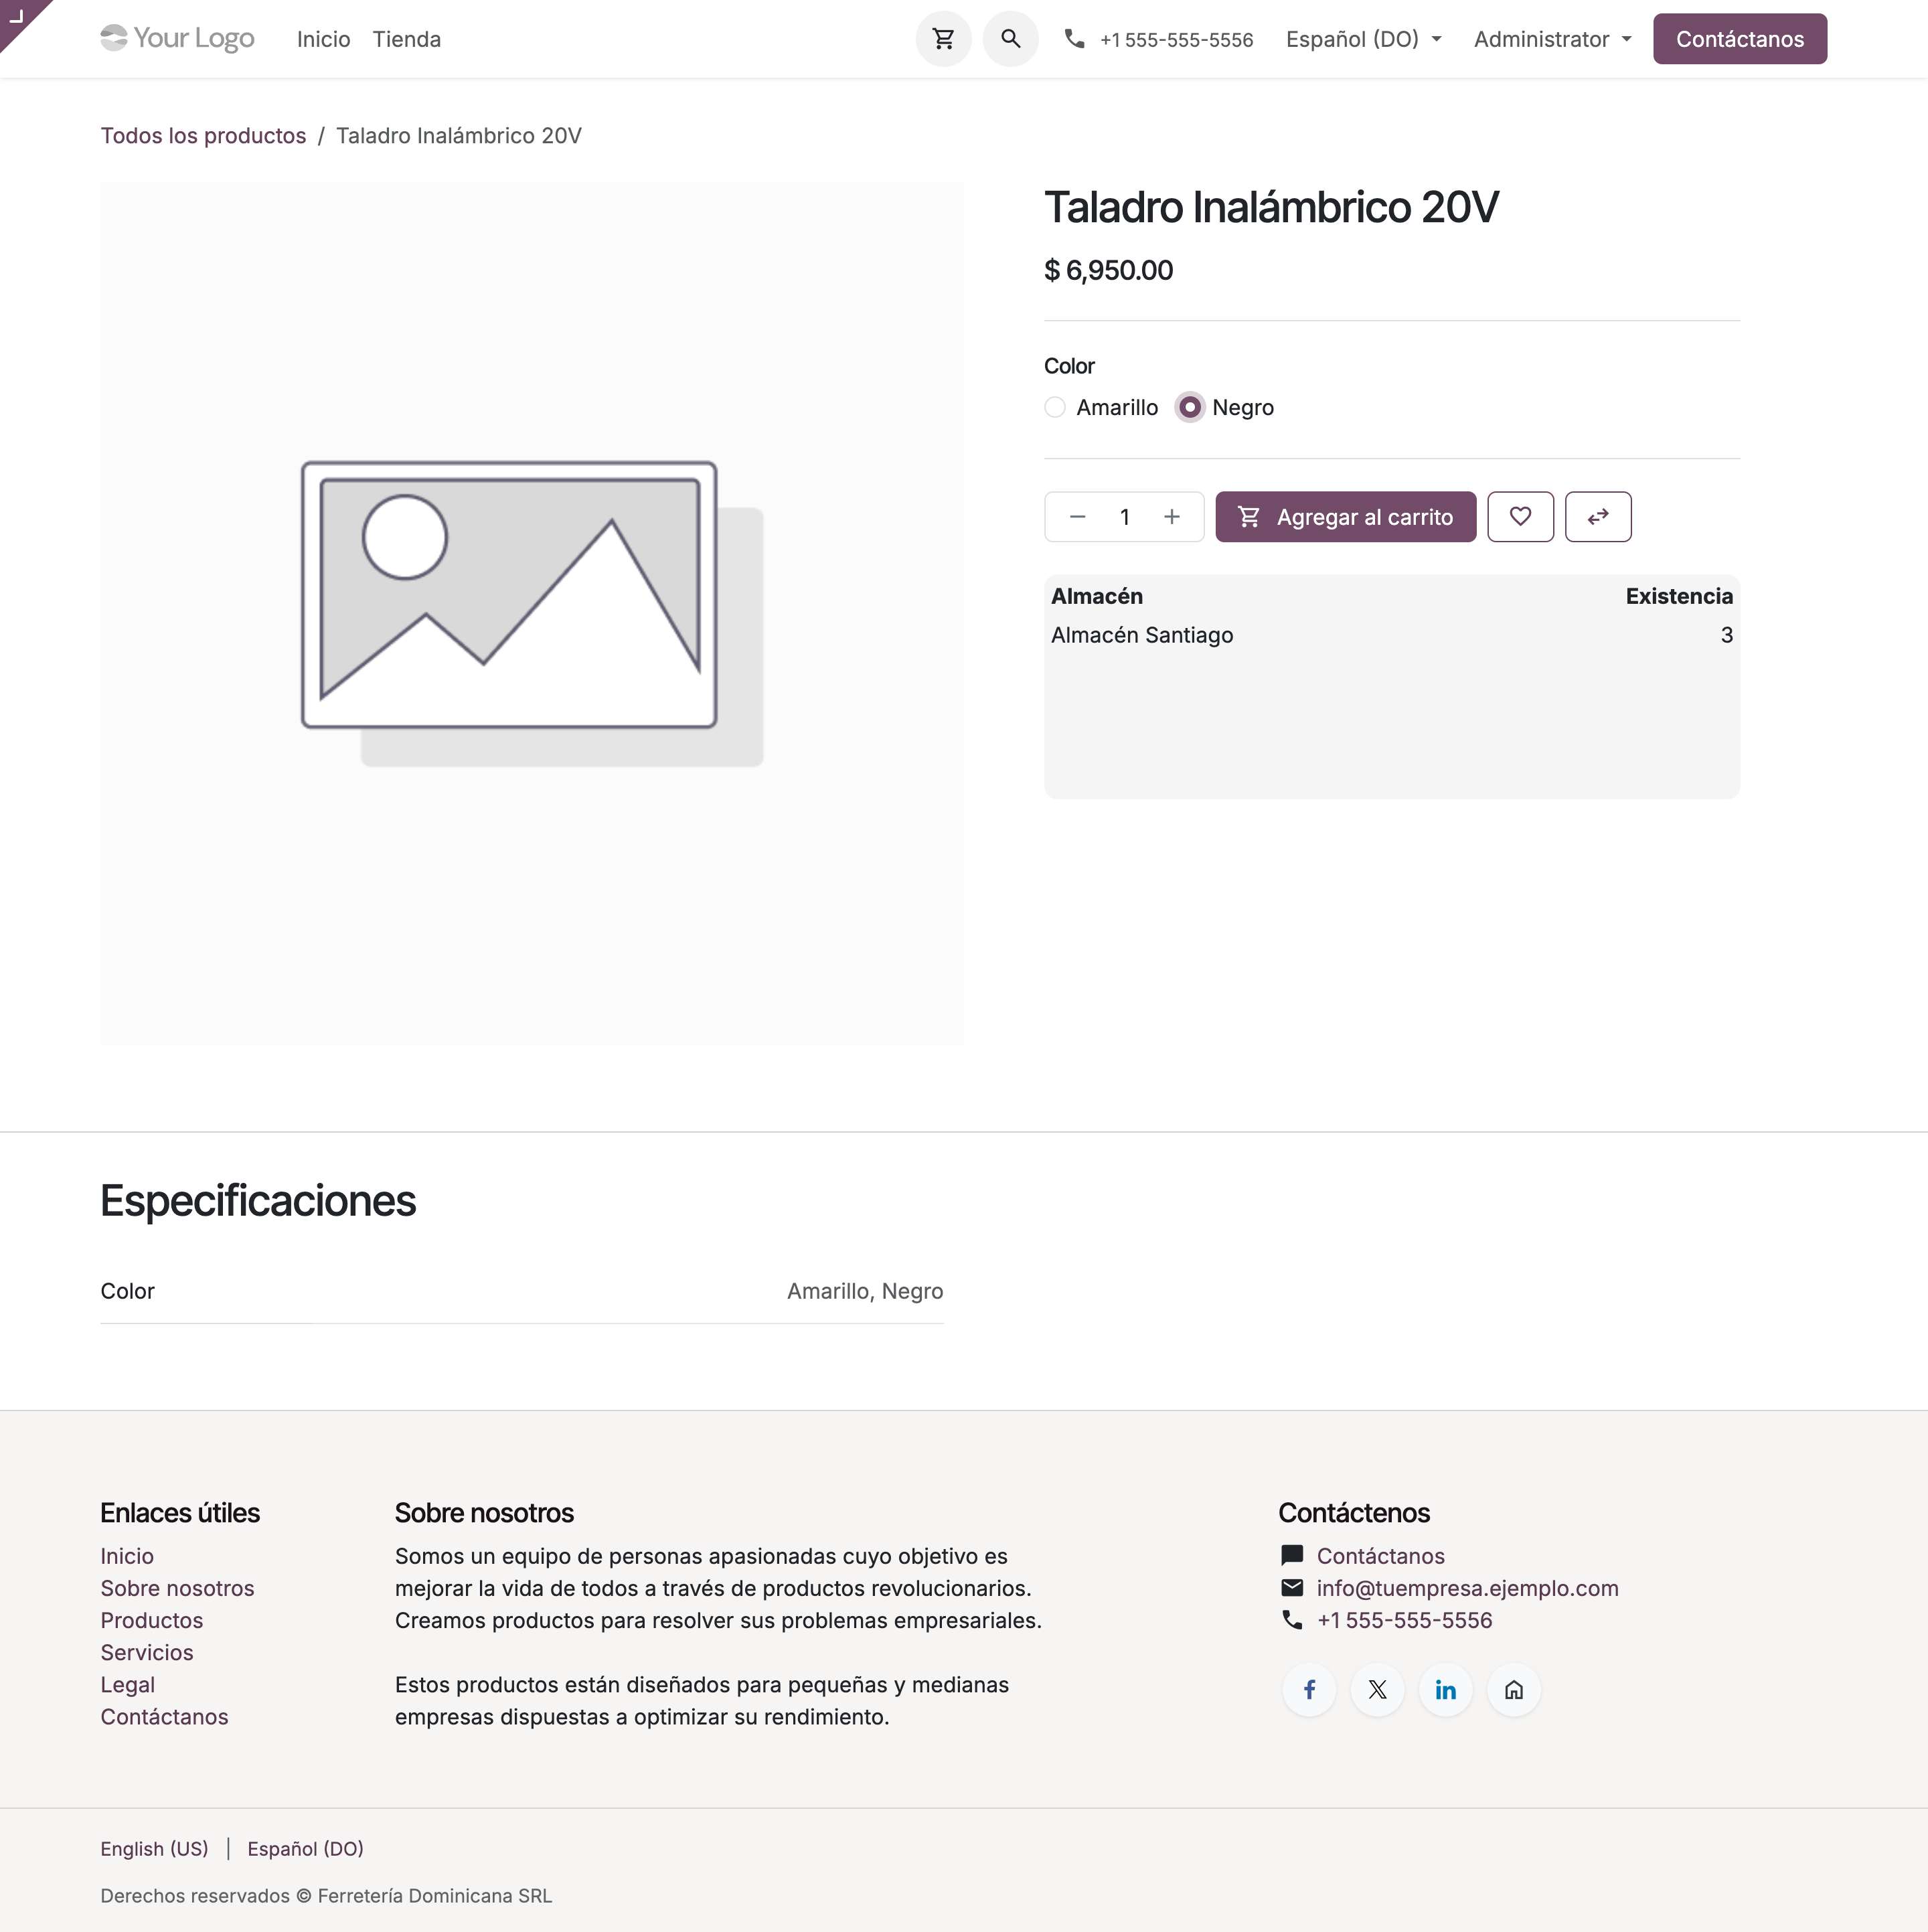 Your Logo
Inicio
Tienda
+1 555-555-5556
Español (DO)
Administrator
Contáctanos
Todos los productos / Taladro Inalámbrico 20V
Taladro Inalámbrico 20V
$ 6,950.00
Color
Amarillo
Negro
1
Agregar al carrito
Almacén Existencia
Almacén Santiago 3
Especificaciones
Color Amarillo, Negro
Enlaces útiles
Inicio
Sobre nosotros
Productos
Servicios
Legal
Contáctanos
Sobre nosotros
Somos un equipo de personas apasionadas cuyo objetivo es
mejorar la vida de todos a través de productos revolucionarios.
Creamos productos para resolver sus problemas empresariales.
Estos productos están diseñados para pequeñas y medianas
empresas dispuestas a optimizar su rendimiento.
Contáctenos
Contáctanos
info@tuempresa.ejemplo.com
+1 555-555-5556
English (US) | Español (DO)
Derechos reservados © Ferretería Dominicana SRL